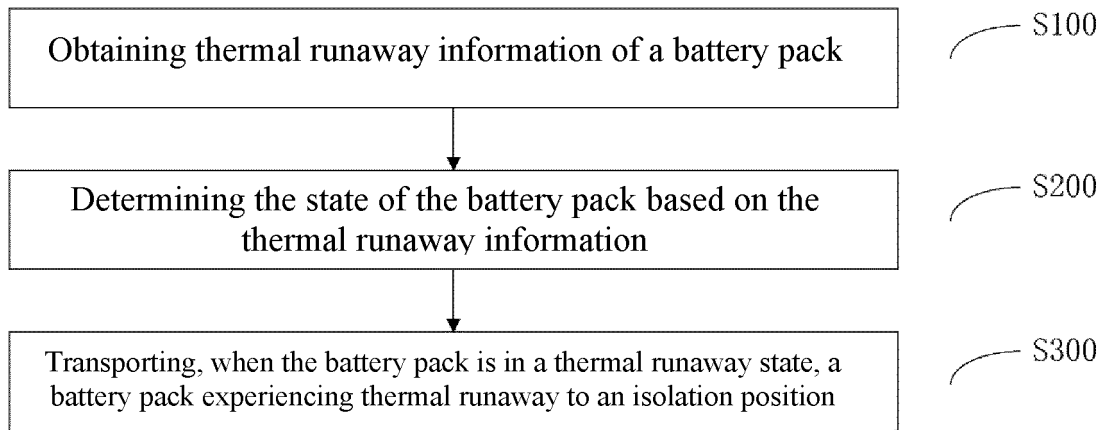 Obtaining thermal runaway information of a battery pack
S100
Determining the state of the battery pack based on the
thermal runaway information
S200
Transporting, when the battery pack is in a thermal runaway state, a
battery pack experiencing thermal runaway to an isolation position
S300